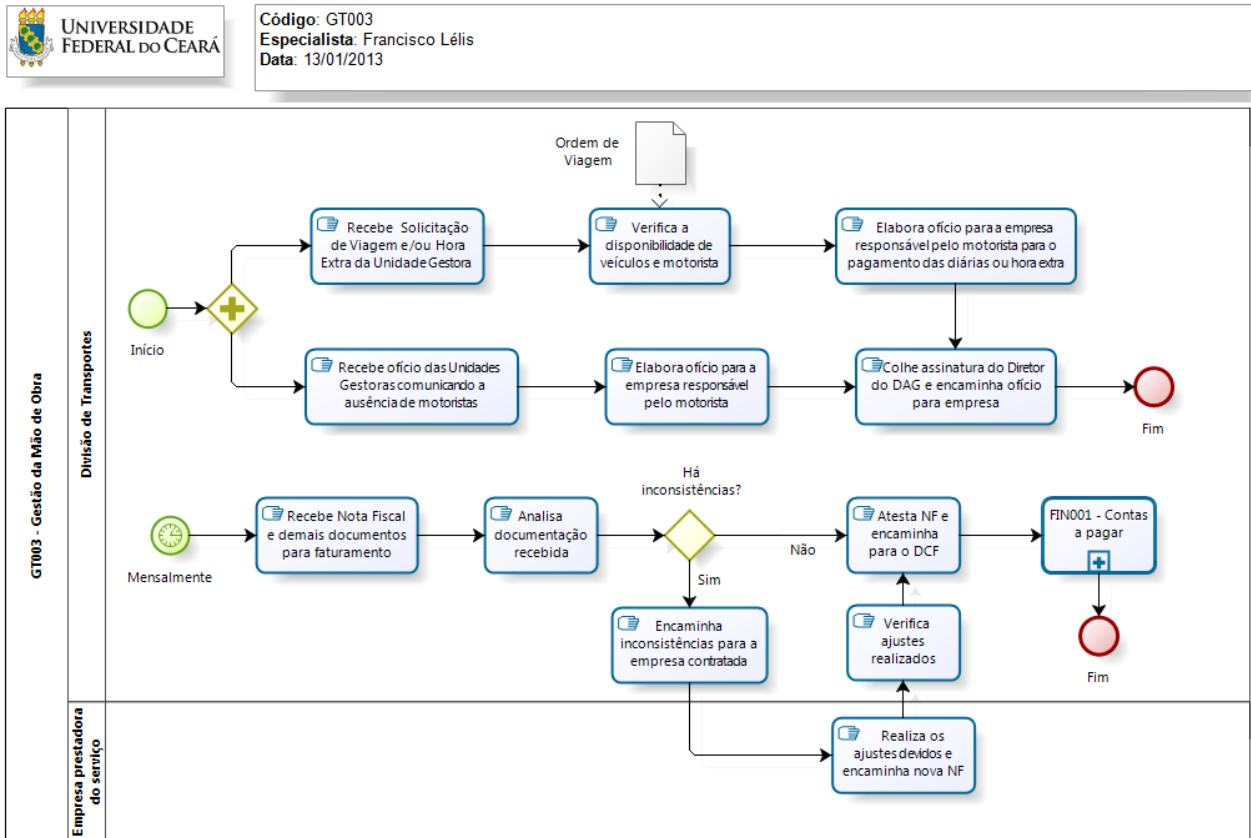 UNIVERSIDADE
FEDERAL DO CEARÁ
Código: GT003
Especialista: Francisco Lélis
Data: 13/01/2013
GT003 - Gestão da Mão de Obra
Divisão de Transportes
Ordem de
Viagem
Recebe Solicitação
de Viagem e/ou Hora
Extra da Unidade Gestora
Verifica a
disponibilidade de
veículos e motorista
Elabora ofício para a empresa
responsável pelo motorista para o
pagamento das diárias ou hora extra
Início
Recebe ofício das Unidades
Gestoras comunicando a
ausência de motoristas
Elabora ofício para a
empresa responsável
pelo motorista
Colhe assinatura do Diretor
do DAG e encaminha ofício
para empresa
Fim
Mensalmente
Recebe Nota Fiscal
e demais documentos
para faturamento
Analisa
documentação
recebida
Há
inconsistências?
Não
Sim
Atesta NF e
encaminha
para o DCF
FIN001 - Contas
a pagar
Encaminha
inconsistências para a
empresa contratada
Verifica
ajustes
realizados
Fim
Empresa prestadora
do serviço
Realiza os
ajustes devidos e
encaminha nova NF